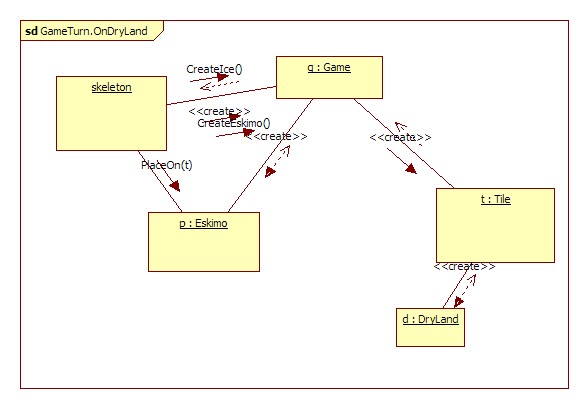 sd GameTurn.OnDryLand
CreateIce()
g : Game
skeleton
<<create>>
CreateEskimo()
<<create>>
<<create>>
PlaceOn(t)
t : Tile
p : Eskimo
<<create>>
d : DryLand